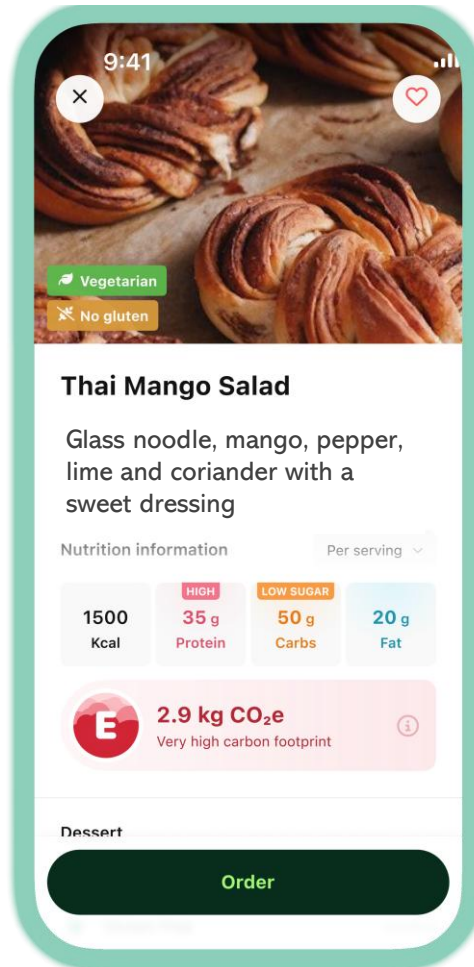 9:41
Vegetarian
No gluten
Thai Mango Salad
Glass noodle, mango, pepper,
lime and coriander with a
sweet dressing
Nutrition information
Per serving
HIGH
LOW SUGAR
1500
35 g
50 g
20 g
Kcal
Protein
Carbs
Fat
E
2.9 kg CO₂e
Very high carbon footprint
Dessert
Order